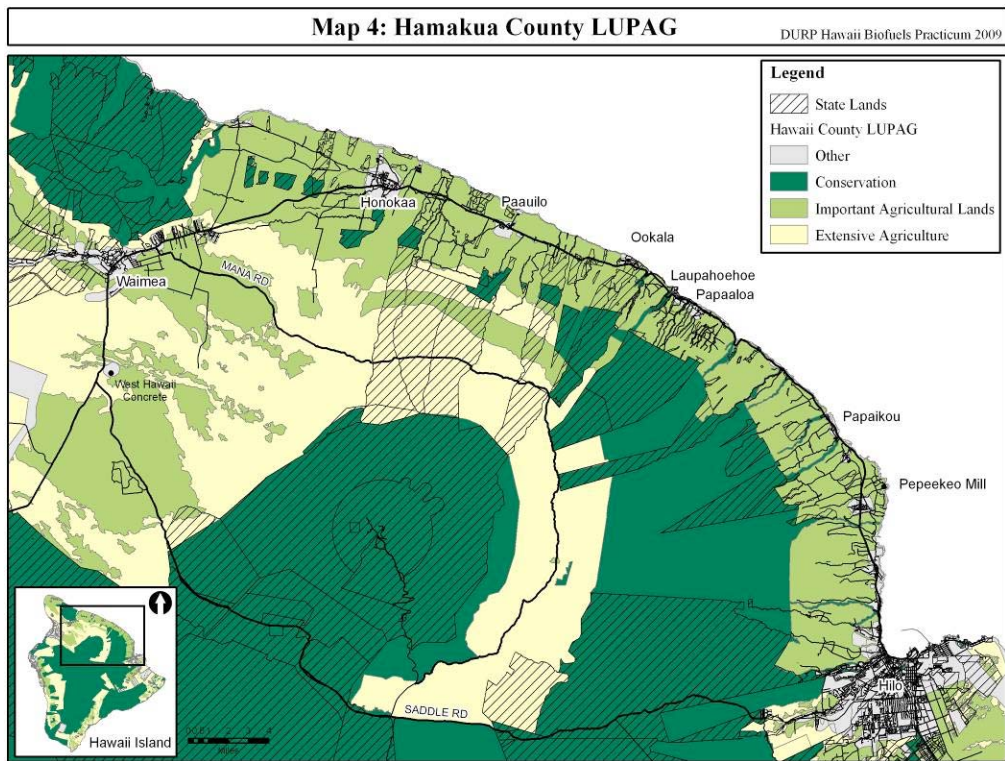 Map 4: Hamakua County LUPAG
DURP Hawaii Biofuels Practicum 2009
Legend
State Lands
Hawaii County LUPAG
Other
Conservation
Important Agricultural Lands
Extensive Agriculture
Honokaa
Paauilo
Ookala
Laupahoehoe
Papaaloa
Waimea
MANA RD
West Hawaii
Concrete
Papaikou
Pepeekeo Mill
Hilo
SADDLE RD
Hawaii Island
4
Miles